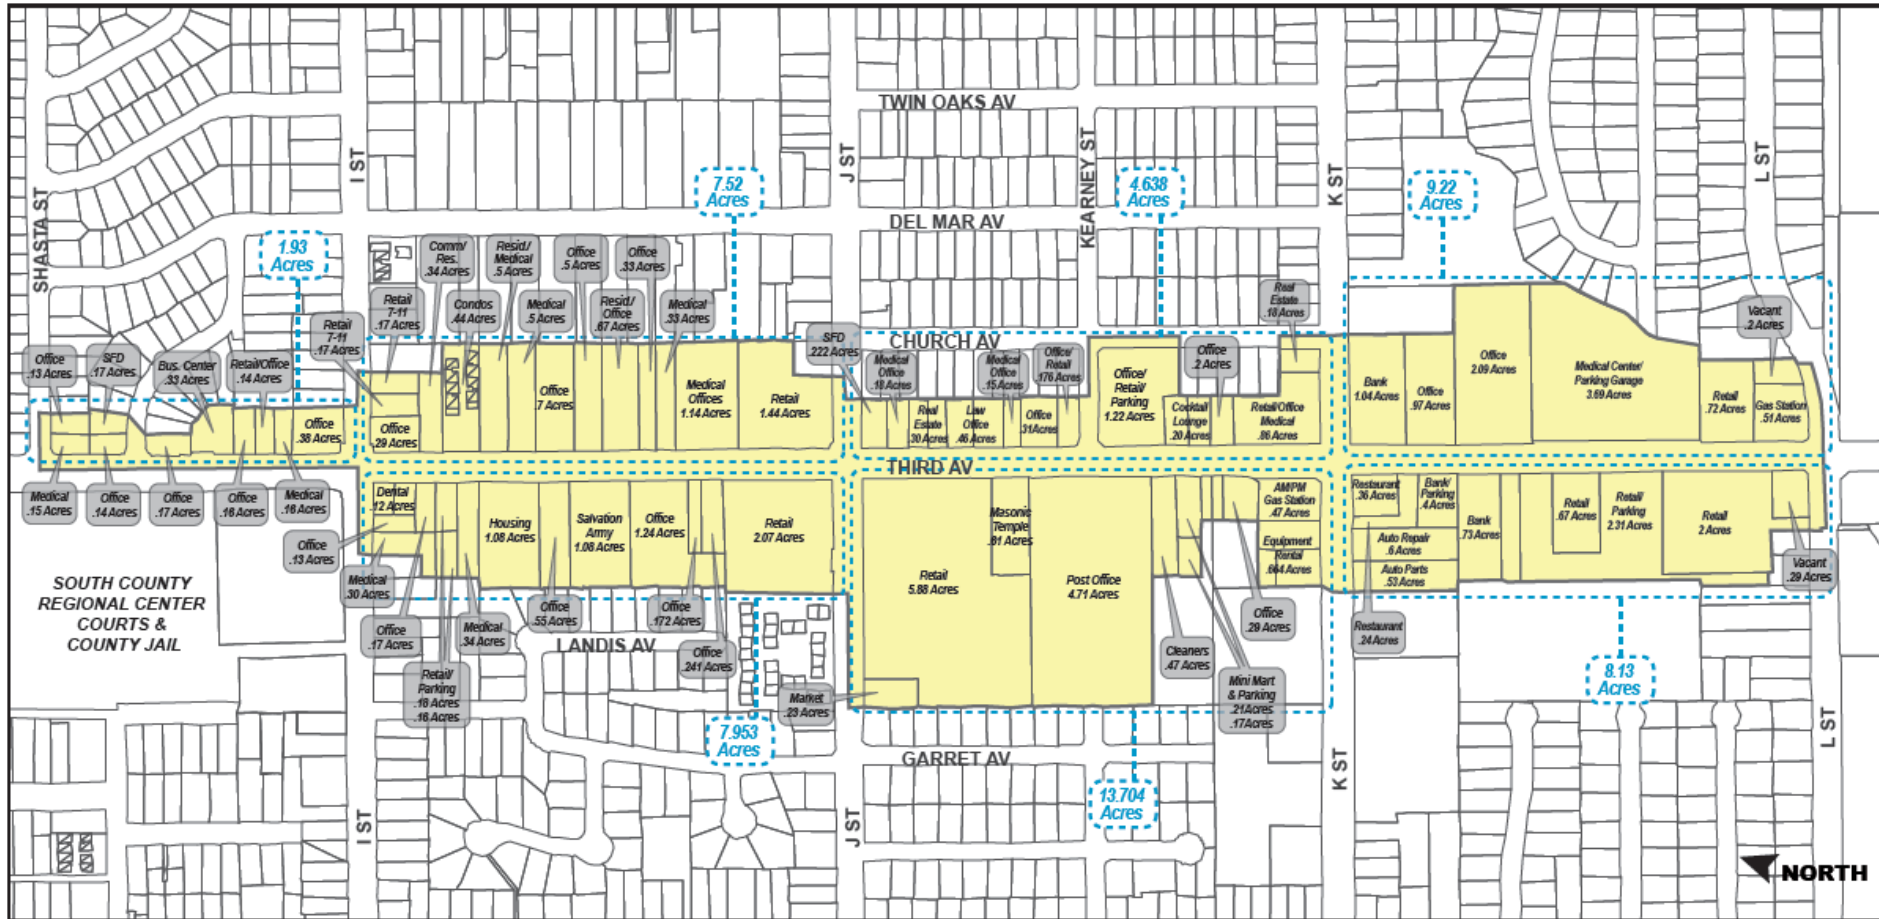 TWIN OAKS AV
SHASTA ST
I ST
J ST
KEARNEY ST
K ST
L ST
7.52
Acres
4.638
Acres
9.22
Acres
DEL MAR AV
1.93
Acres
Comm/
Res.
.34 Acres
Resid./
Medical
.5 Acres
Office
.5 Acres
Office
.33 Acres
Retail
7-11
.17 Acres
Condos
.44 Acres
Medical
.5 Acres
Resid./
Office
.67 Acres
Medical
.33 Acres
Real
Estate
.18 Acres
Vacant
.2 Acres
Retail
7-11
.17 Acres
SFD
.222 Acres
CHURCH AV
Office
.13 Acres
SFD
.17 Acres
Bus. Center
.33 Acres
Retail/Office
.14 Acres
Medical
Office
.18 Acres
Medical
Office
.15 Acres
Office/
Retail
.176 Acres
Office
.2 Acres
Office
.38 Acres
Office
.29 Acres
Office
.7 Acres
Medical
Offices
1.14 Acres
Retail
1.44 Acres
Real
Estate
.30 Acres
Law
Office
.46 Acres
Office
.31Acres
Office/
Retail/
Parking
1.22 Acres
Cocktail
Lounge
.20 Acres
Retail/Office
Medical
.86 Acres
Bank
1.04 Acres
Office
.97 Acres
Office
2.09 Acres
Medical Center/
Parking Garage
3.69 Acres
Retail
.72 Acres
Gas Station
.51 Acres
THIRD AV
Medical
.15 Acres
Office
.14 Acres
Office
.17 Acres
Office
.16 Acres
Medical
.16 Acres
Dental
.12 Acres
Office
.13 Acres
Medical
.30 Acres
Office
.17 Acres
Retail/
Parking
.18 Acres
.16 Acres
Medical
.34 Acres
Housing
1.08 Acres
Office
.55 Acres
Salvation
Army
1.08 Acres
Office
1.24 Acres
Office
.172 Acres
Office
.241 Acres
Retail
2.07 Acres
Market
.23 Acres
Retail
5.88 Acres
Masonic
Temple
.81 Acres
Post Office
4.71 Acres
Cleaners
.47 Acres
Mini Mart
& Parking
.21Acres
.17Acres
Office
.29 Acres
AM/PM
Gas Station
.47 Acres
Equipment
Rental
.664 Acres
Restaurant
.36 Acres
Bank/
Parking
.4 Acres
Auto Repair
.6 Acres
Auto Parts
.53 Acres
Restaurant
.24 Acres
Bank
.73 Acres
Retail
.67 Acres
Retail/
Parking
2.31 Acres
Retail
2 Acres
Vacant
.29 Acres
SOUTH COUNTY
REGIONAL CENTER
COURTS &
COUNTY JAIL
LANDIS AV
7.953
Acres
8.13
Acres
GARRET AV
13.704
Acres
I ST
J ST
K ST
L ST
NORTH